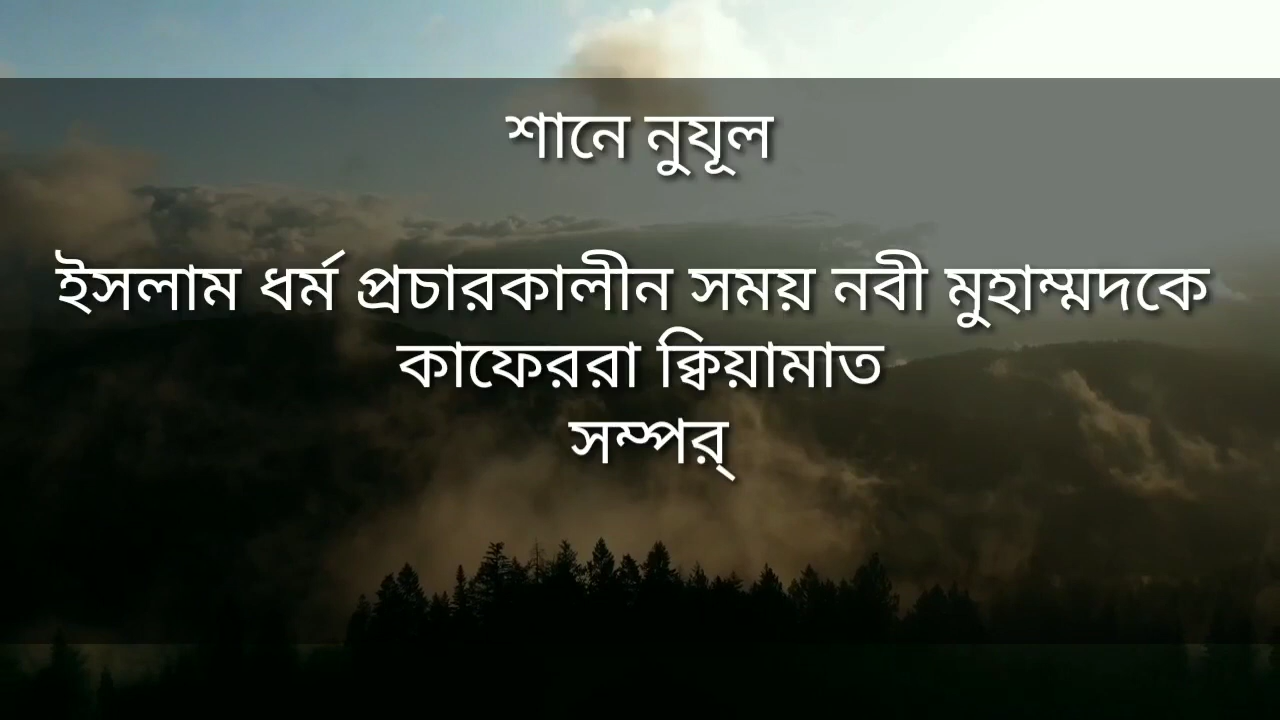 শানে নুযূল
ইসলাম ধর্ম প্রচারকালীন সময় নবী মুহাম্মদকে
কাফেররা ক্বিয়ামাত
সম্পর্